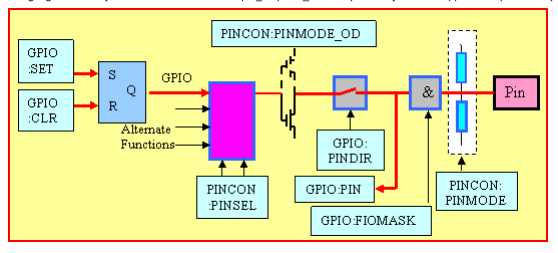 PINCON:PINMODE_OD
GPIO
:SET
S
Q
R
GPIO
GPIO
:CLR
Alternate
Functions
&
Pin
GPIO:
PINDIR
PINCON
:PINSEL
GPIO:PIN
PINCON:
PINMODE
GPIO:FIOMASK